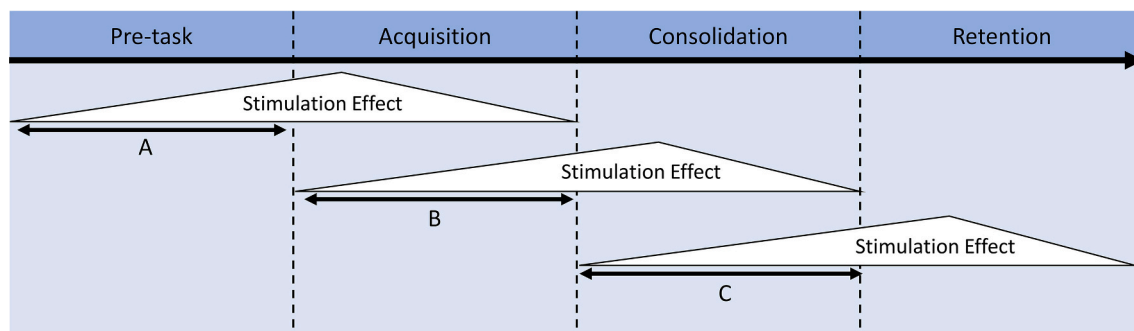 Pre-task Acquisition Consolidation Retention
Stimulation Effect
A
Stimulation Effect
B
Stimulation Effect
C